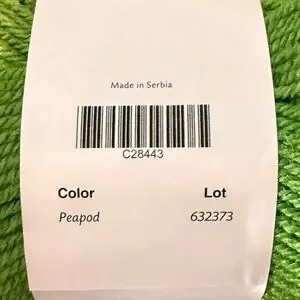 Made in Serbia
C28443
Color Lot
Peapod 632373